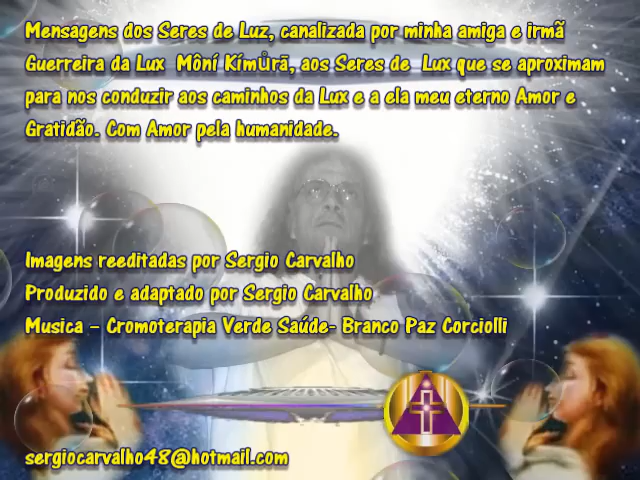 Mensagens dos Seres de Luz, canalizada por minha amiga e irmã
Guerreira da Lux Môní Kímůrā, aos Seres de Lux que se aproximam
para nos conduzir aos caminhos da Lux e a ela meu eterno Amor e
Gratidão. Com Amor pela humanidade.
Imagens reeditadas por Sergio Carvalho
Produzido e adaptado por Sergio Carvalho
Musica – Cromoterapia Verde Saúde- Branco Paz Corciolli
sergiocarvalho48@hotmail.com